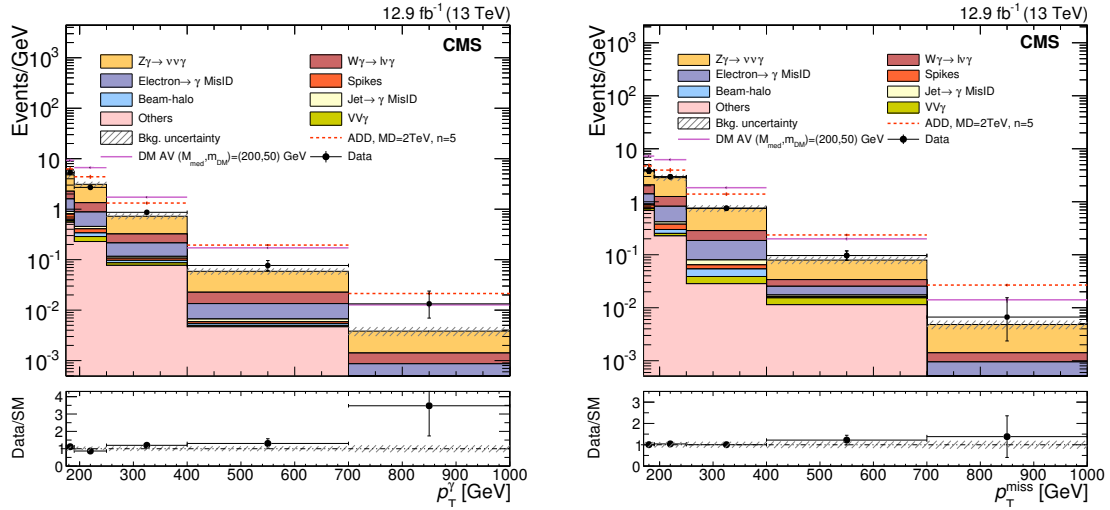 12.9 fb-1 (13 TeV)
CMS
Events/GeV
Zγ→ ννγ
Wγ→ lνγ
Electron→ γ MisID
Spikes
Beam-halo
Jet→ γ MisID
Others
VVγ
Bkg. uncertainty
ADD, MD=2TeV, n=5
DM AV (Mmed,mDM)=(200,50) GeV
Data
10³
10²
10
1
10⁻¹
10⁻²
10⁻³
Data/SM
4
3
2
1
0
200 300 400 500 600 700 800 900 1000
pTγ [GeV]
12.9 fb-1 (13 TeV)
CMS
Events/GeV
Zγ→ ννγ
Wγ→ lνγ
Electron→ γ MisID
Spikes
Beam-halo
Jet→ γ MisID
Others
VVγ
Bkg. uncertainty
ADD, MD=2TeV, n=5
DM AV (Mmed,mDM)=(200,50) GeV
Data
10³
10²
10
1
10⁻¹
10⁻²
10⁻³
Data/SM
3
2
1
0
200 300 400 500 600 700 800 900 1000
pTmiss [GeV]